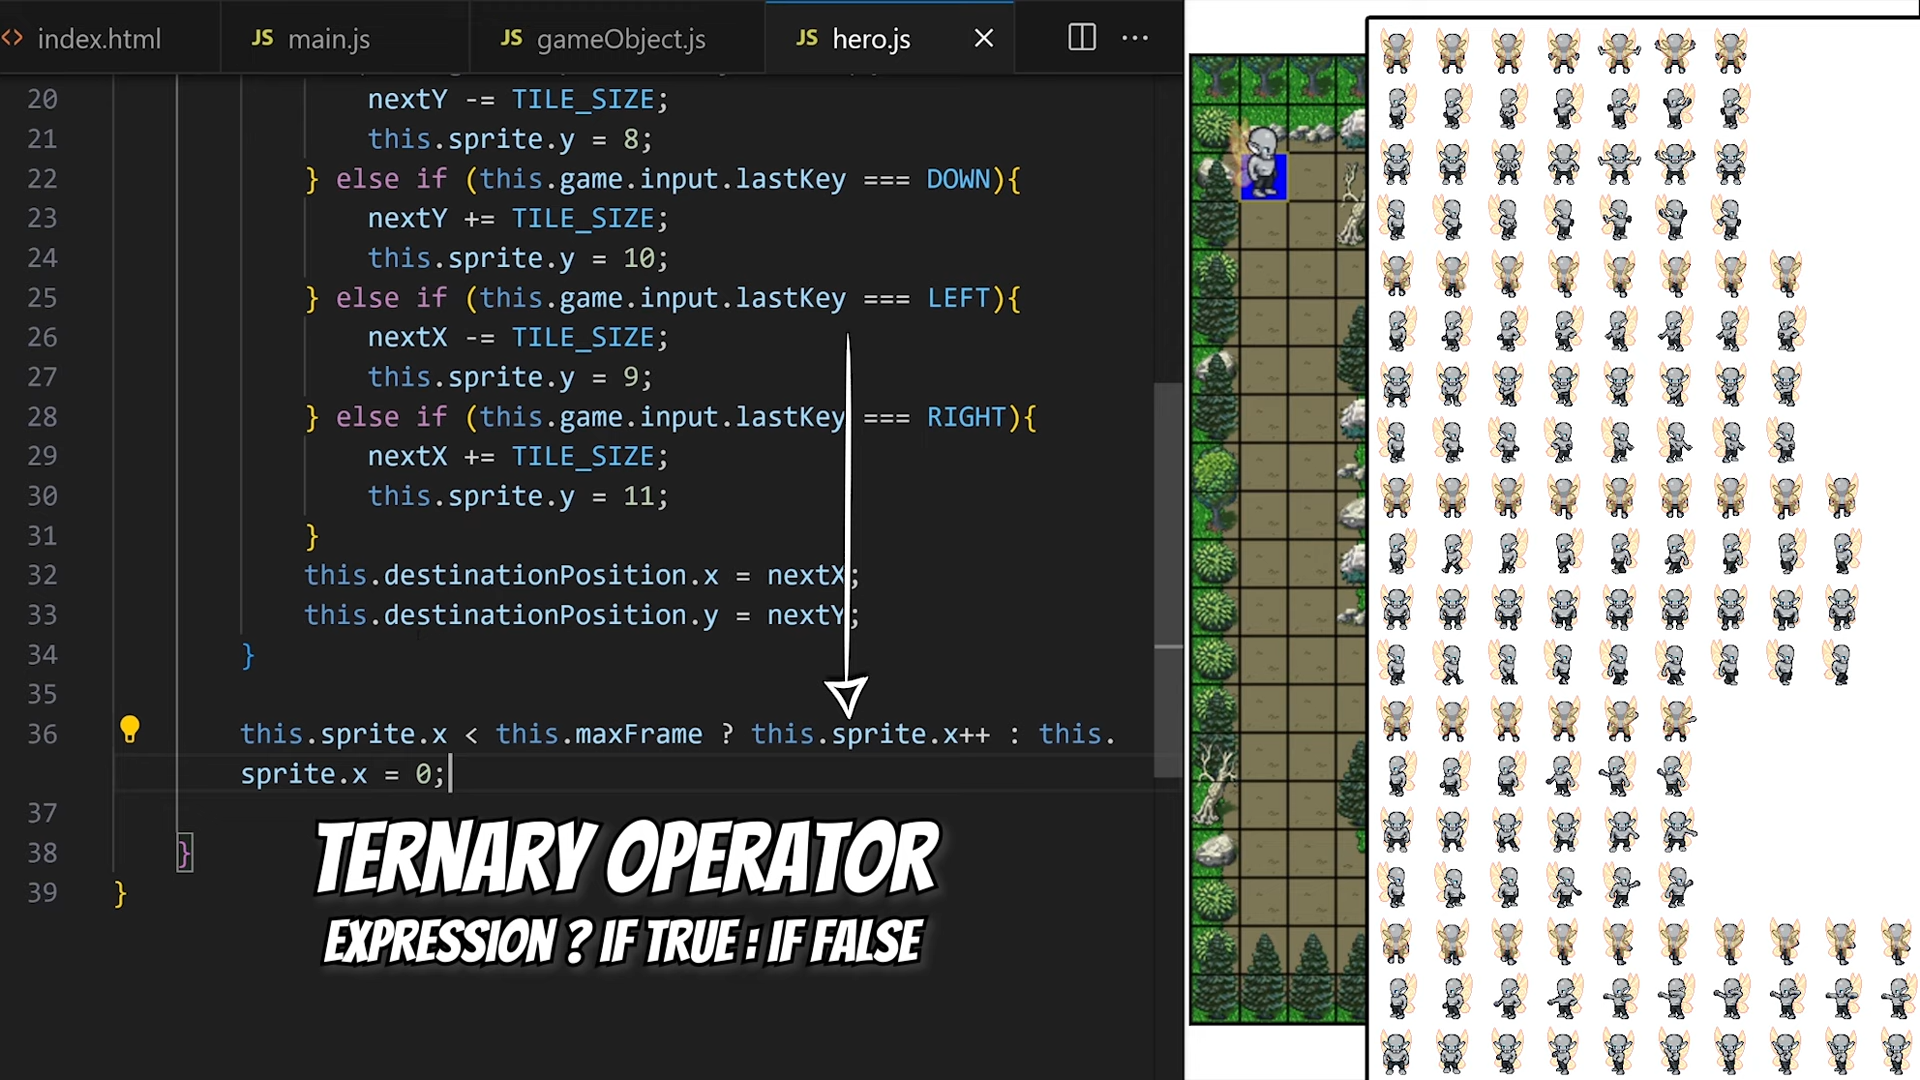 <> index.html
JS main.js
JS gameObject.js
JS hero.js
20 nextY -= TILE_SIZE;
21 this.sprite.y = 8;
22 } else if (this.game.input.lastKey === DOWN){
23 nextY += TILE_SIZE;
24 this.sprite.y = 10;
25 } else if (this.game.input.lastKey === LEFT){
26 nextX -= TILE_SIZE;
27 this.sprite.y = 9;
28 } else if (this.game.input.lastKey === RIGHT){
29 nextX += TILE_SIZE;
30 this.sprite.y = 11;
31 }
32 this.destinationPosition.x = nextX;
33 this.destinationPosition.y = nextY;
34 }
35
36 this.sprite.x < this.maxFrame ? this.sprite.x++ : this.
sprite.x = 0;
37
38 }
39 }
TERNARY OPERATOR
EXPRESSION ? IF TRUE : IF FALSE